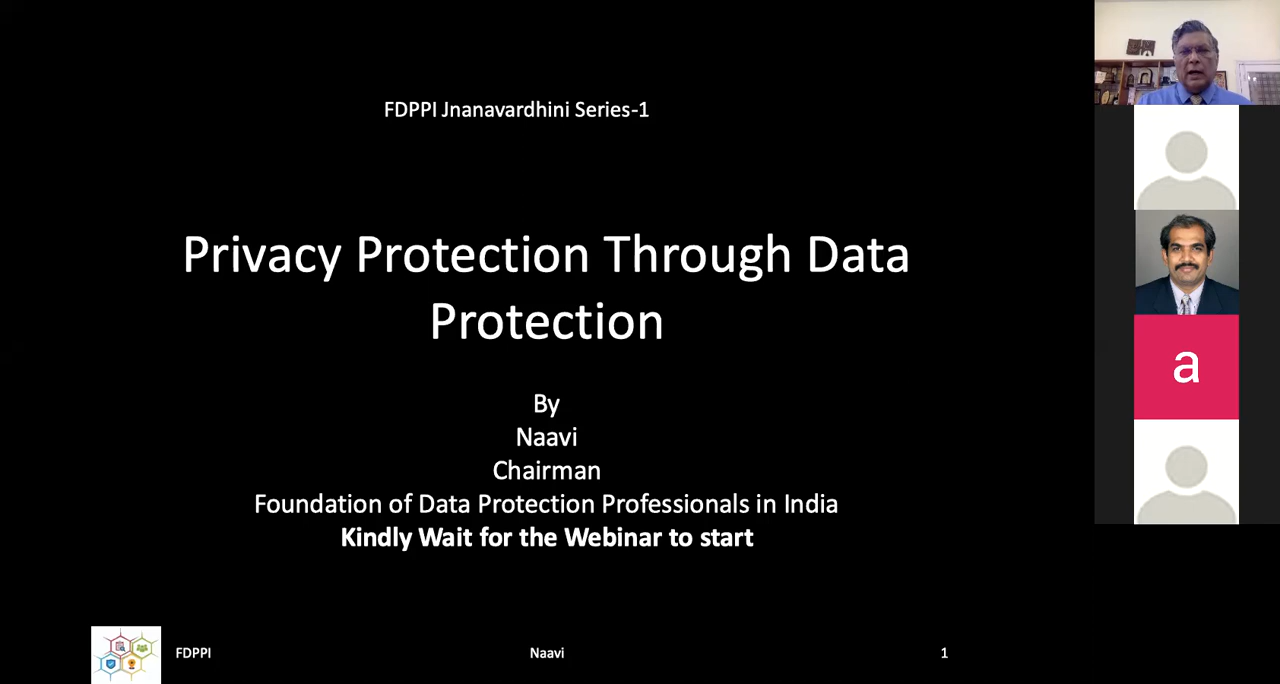 FDPPI Jnanavardhini Series-1
Privacy Protection Through Data
Protection
By
Naavi
Chairman
Foundation of Data Protection Professionals in India
Kindly Wait for the Webinar to start
FDPPI
Naavi
1
a